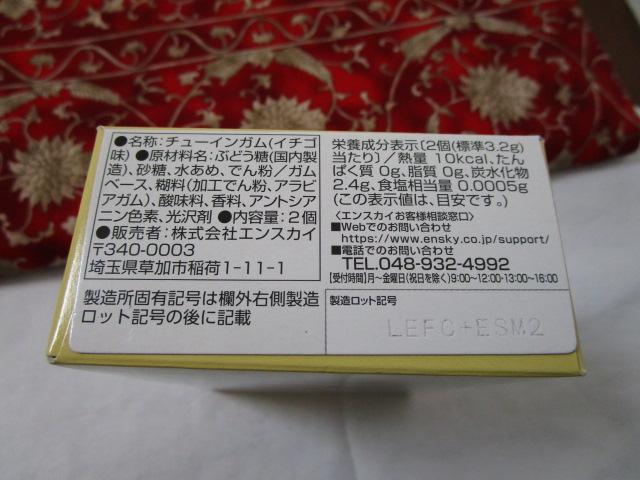 ●名称:チューインガム(イチゴ
味) ●原材料名:ぶどう糖(国内製
造)、砂糖、水あめ、でん粉/ガム
ベース、糊料(加工でん粉、アラビ
アガム)、酸味料、香料、アントシア
ニン色素、光沢剤 ●内容量:2個
●販売者:株式会社エンスカイ
〒340-0003
埼玉県草加市稲荷1-11-1
製造所固有記号は欄外右側製造
ロット記号の後に記載
栄養成分表示〔2個(標準3.2g)
当たり〕/熱量 10kcal、たん
ぱく質 0g、脂質 0g、炭水化物
2.4g、食塩相当量 0.0005g
(この表示値は、目安です。)
〈エンスカイお客様相談窓口〉
■Webでのお問い合わせ
https://www.ensky.co.jp/support/
■電話でのお問い合わせ
TEL.048-932-4992
【受付時間】月~金曜日(祝日を除く)9:00~12:00・13:00~16:00
製造ロット記号
LEFC+ESM2